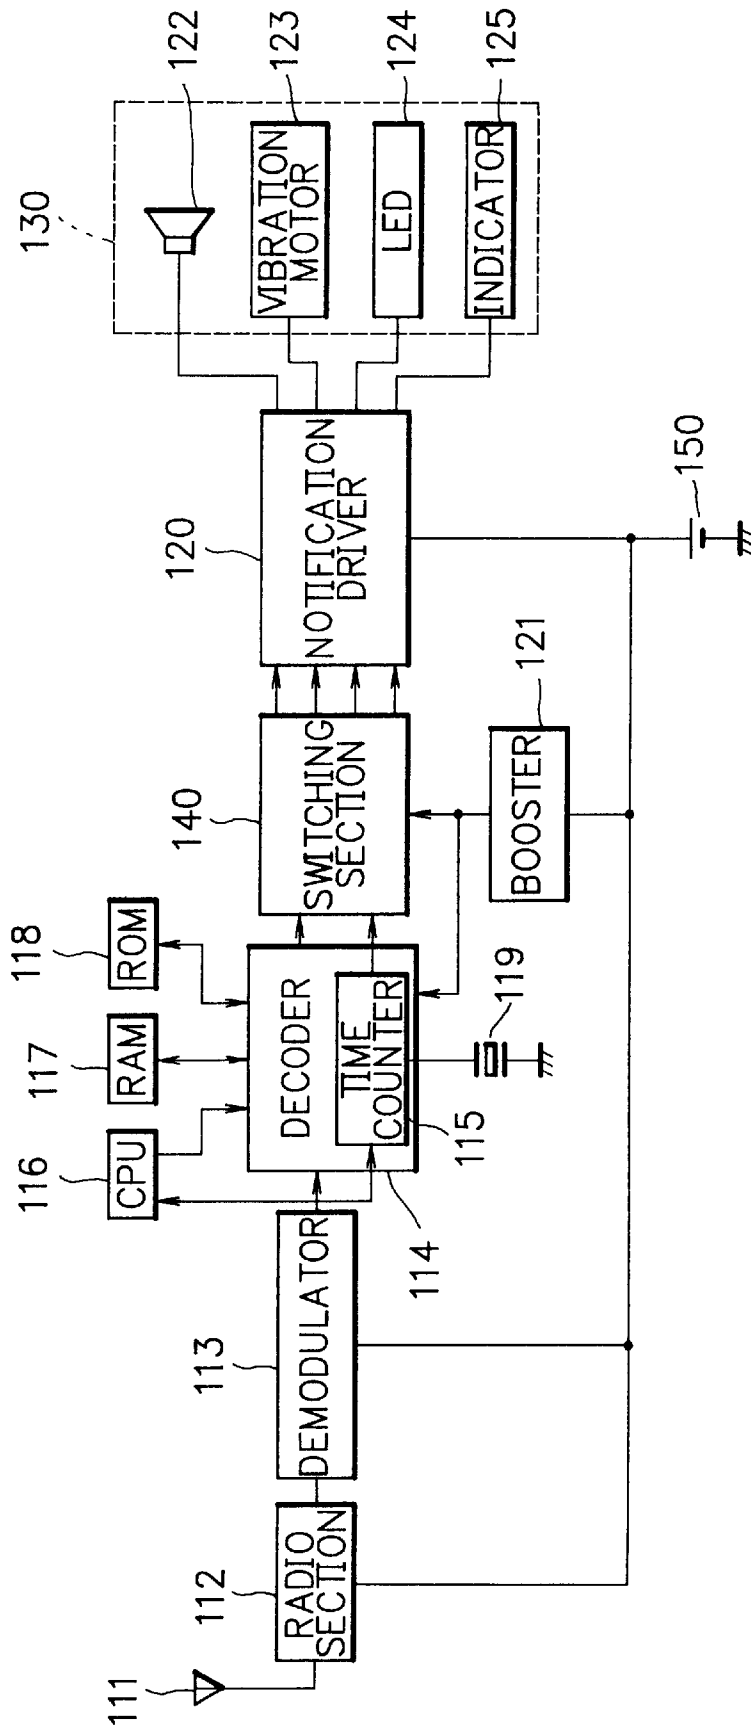 130
122
123
124
125
VIBRATION
MOTOR
LED
INDICATOR
120
NOTIFICATION
DRIVER
150
140
SWITCHING
SECTION
121
BOOSTER
118
ROM
117
RAM
116
CPU
DECODER
TIME
COUNTER
115
114
119
113
DEMODULATOR
112
RADIO
SECTION
111